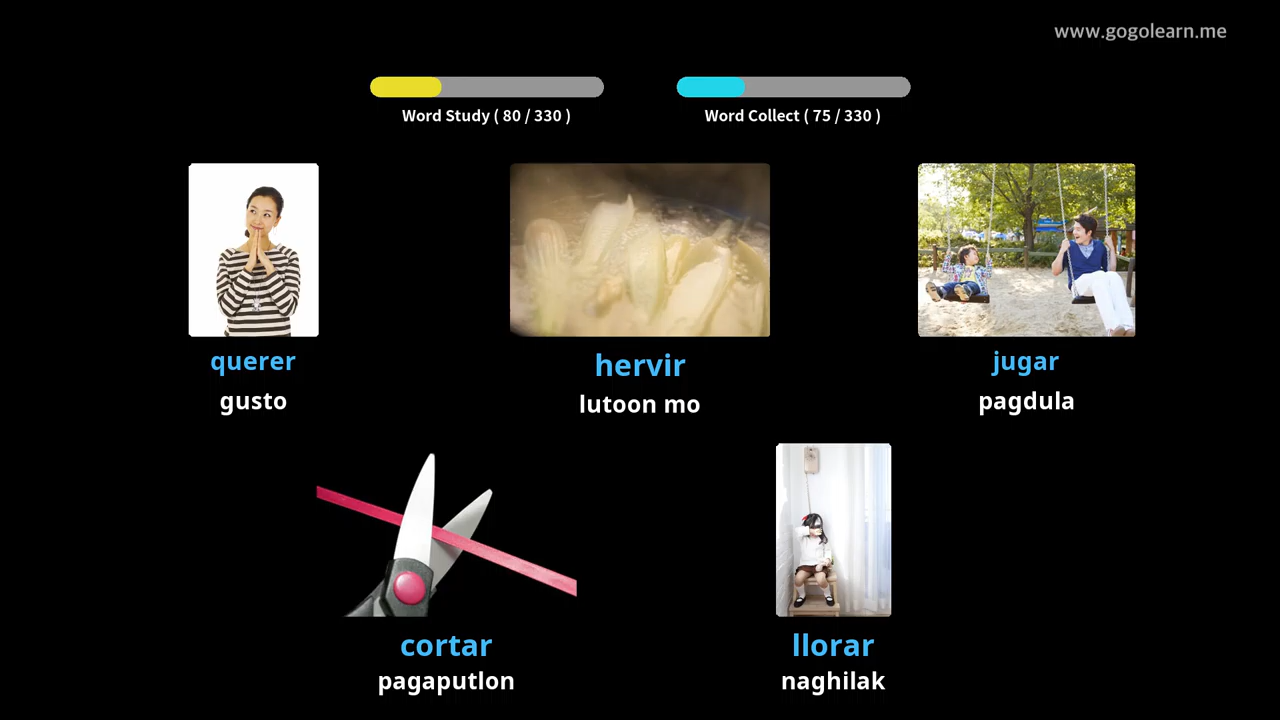 www.gogolearn.me
Word Study ( 80 / 330 )
Word Collect ( 75 / 330 )
querer
gusto
hervir
lutoon mo
jugar
pagdula
cortar
pagaputlon
llorar
naghilak